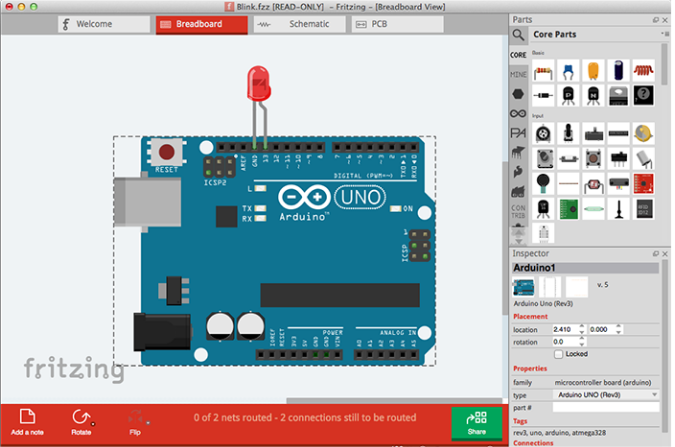 Blink.fzz [READ-ONLY] - Fritzing - [Breadboard View]
Welcome
Breadboard
Schematic
PCB
Parts
Core Parts
CORE
Basic
MINE
Input
CON
TRIB
RESET
ICSP2
AREF
GND
13
12
~11
~10
~9
8
7
~6
~5
4
~3
2
TX0▸1
RX0◂0
DIGITAL (PWM=~)
L
TX
RX
Arduino™
UNO
ON
ICSP
IOREF
RESET
3V3
5V
GND
GND
VIN
POWER
ANALOG IN
A0
A1
A2
A3
A4
A5
fritzing
Inspector
Arduino1
v. 5
Arduino Uno (Rev3)
Placement
location 2.410 0.000
rotation 0.0
Locked
Properties
family microcontroller board (arduino)
type Arduino UNO (Rev3)
part #
Tags
rev3, uno, arduino, atmega328
Connections
Add a note
Rotate
Flip
0 of 2 nets routed - 2 connections still to be routed
Share